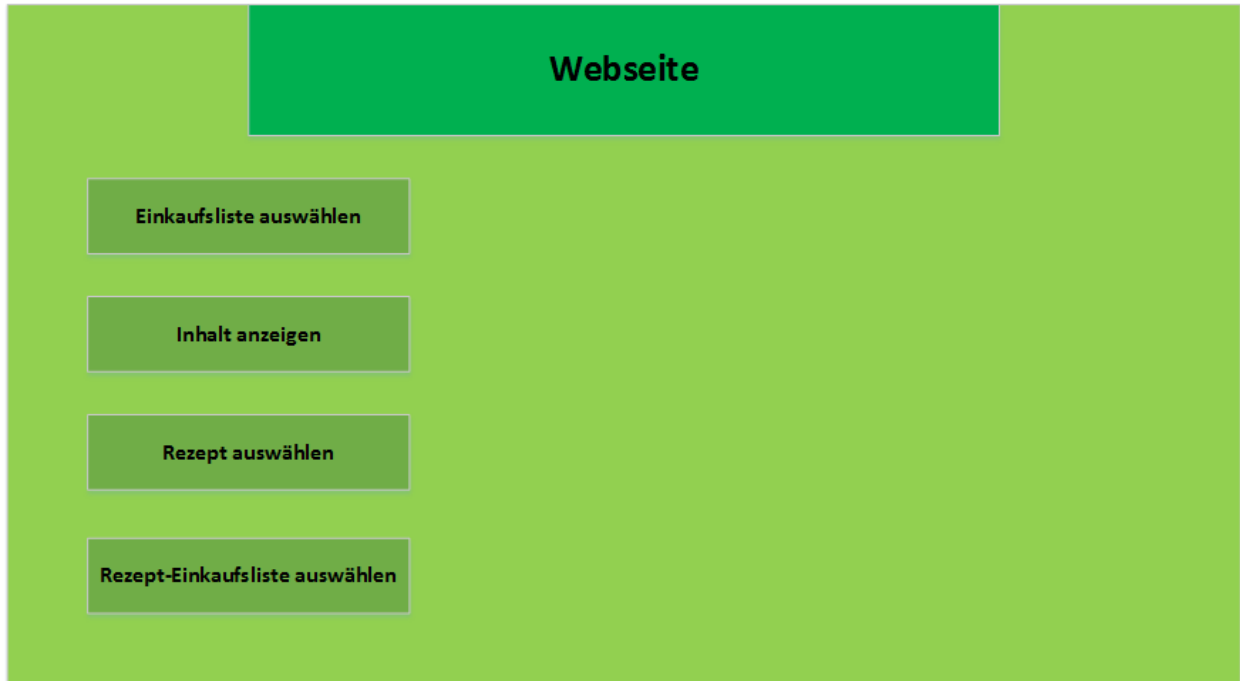 Webseite
Einkaufsliste auswählen
Inhalt anzeigen
Rezept auswählen
Rezept-Einkaufsliste auswählen